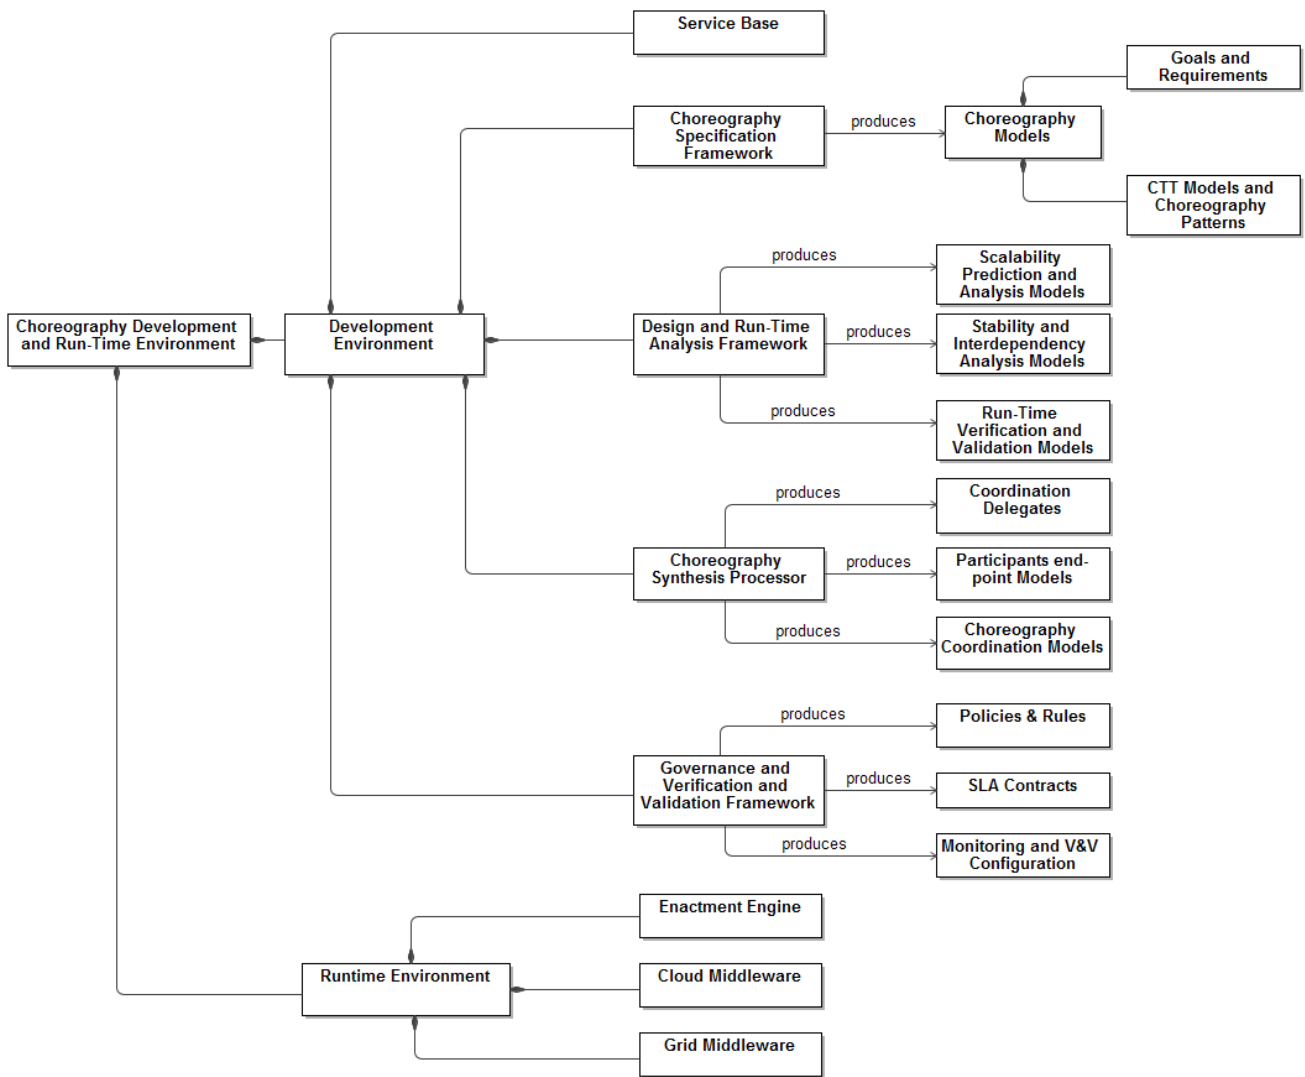 Service Base
Goals and
Requirements
Choreography
Specification
Framework
produces
Choreography
Models
CTT Models and
Choreography
Patterns
produces
Scalability
Prediction and
Analysis Models
Choreography Development
and Run-Time Environment
Development
Environment
Design and Run-Time
Analysis Framework
produces
Stability and
Interdependency
Analysis Models
produces
Run-Time
Verification and
Validation Models
produces
Coordination
Delegates
Choreography
Synthesis Processor
produces
Participants end-
point Models
produces
Choreography
Coordination Models
produces
Policies & Rules
Governance and
Verification and
Validation Framework
produces
SLA Contracts
produces
Monitoring and V&V
Configuration
Enactment Engine
Runtime Environment
Cloud Middleware
Grid Middleware